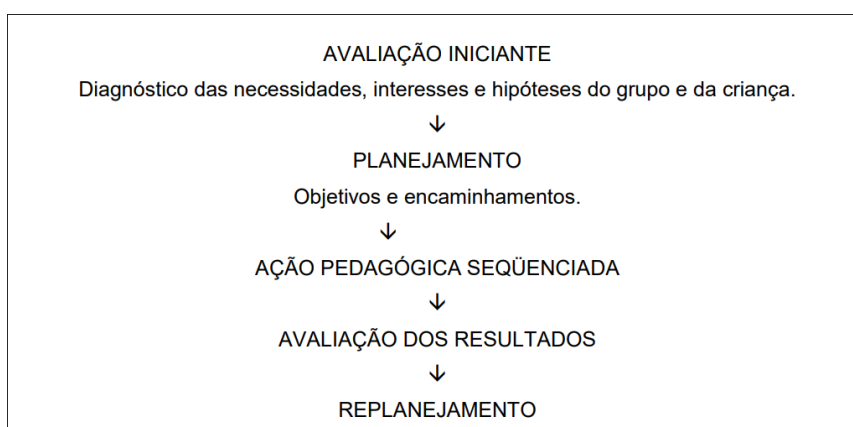 AVALIAÇÃO INICIANTE
Diagnóstico das necessidades, interesses e hipóteses do grupo e da criança.
↓
PLANEJAMENTO
Objetivos e encaminhamentos.
↓
AÇÃO PEDAGÓGICA SEQÜENCIADA
↓
AVALIAÇÃO DOS RESULTADOS
↓
REPLANEJAMENTO